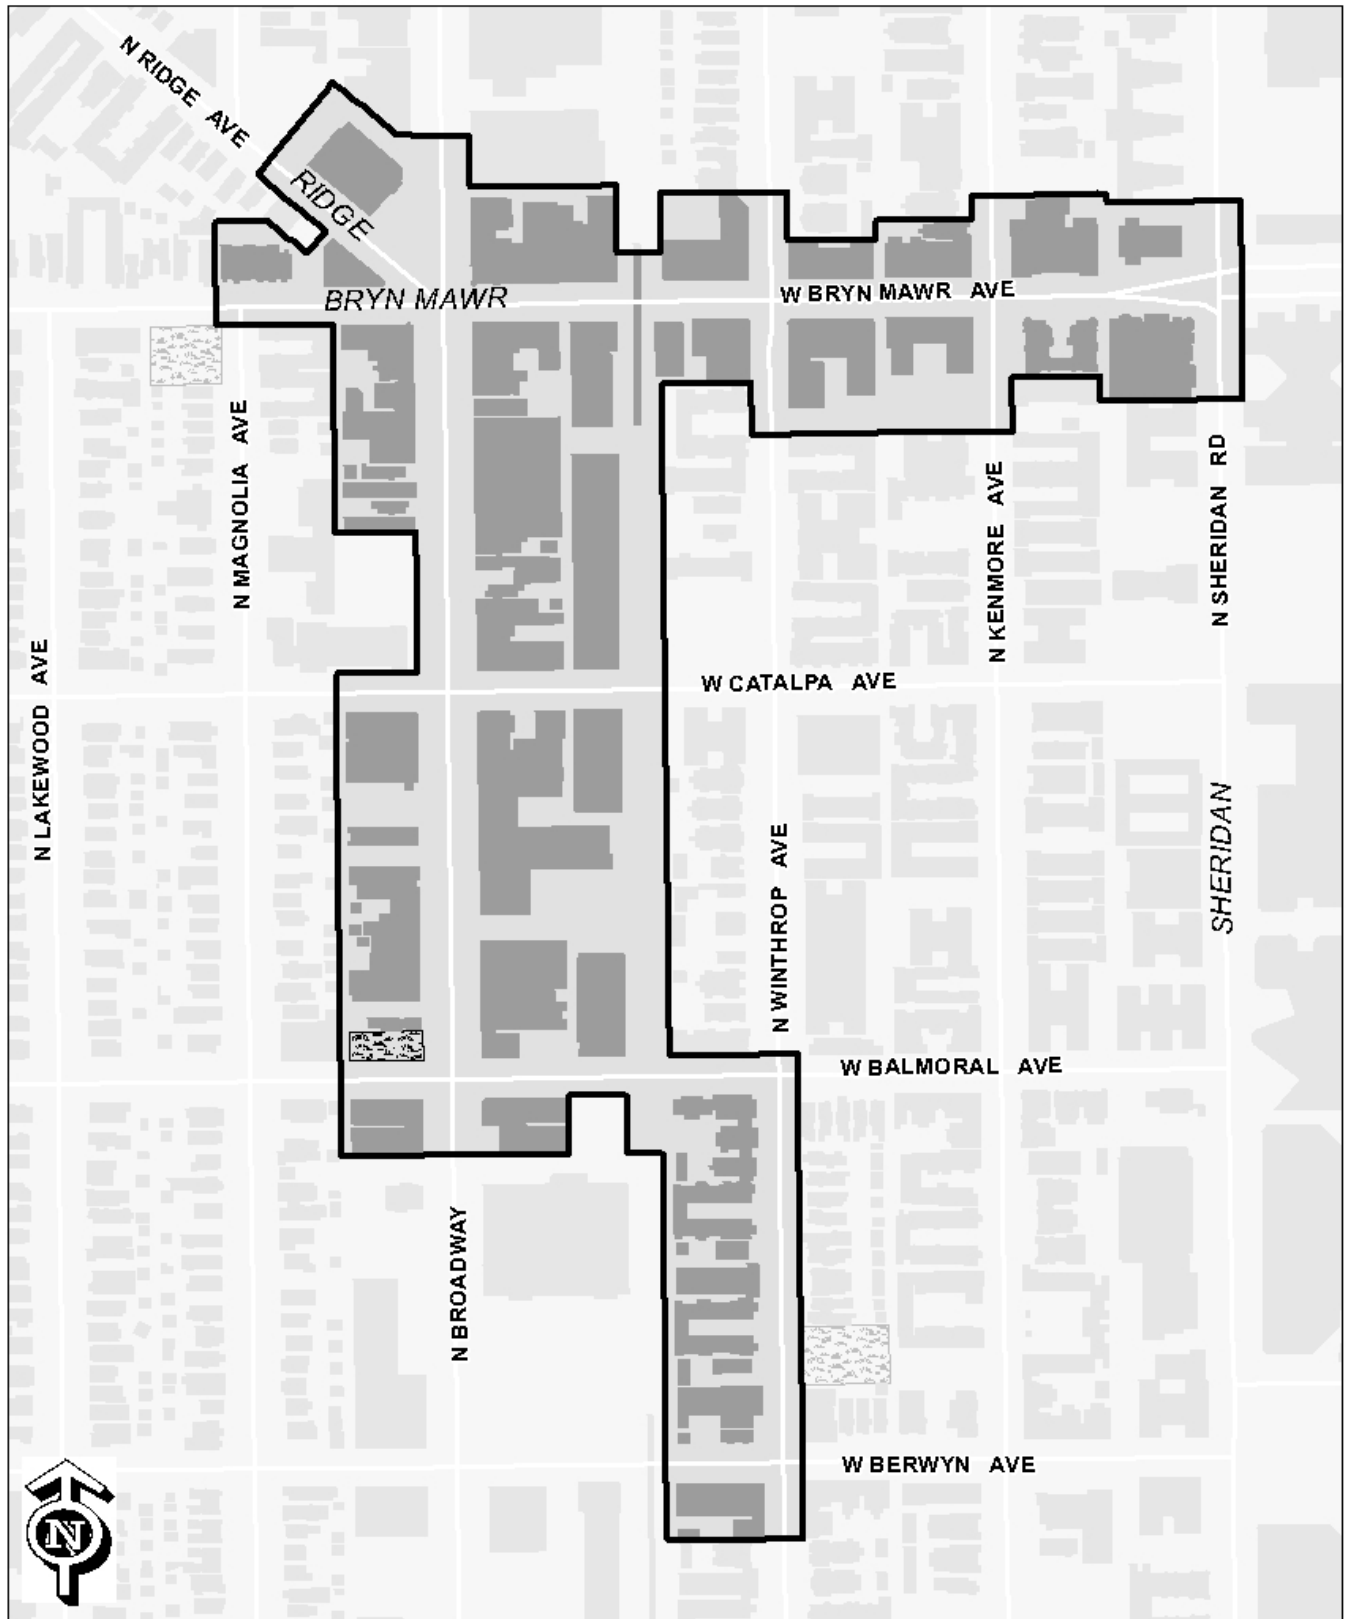 N RIDGE AVE
RIDGE
BRYN MAWR
W BRYN MAWR AVE
N MAGNOLIA AVE
N SHERIDAN RD
N KENMORE AVE
N LAKEWOOD AVE
W CATALPA AVE
SHERIDAN
N WINTHROP AVE
W BALMORAL AVE
N BROADWAY
W BERWYN AVE
N